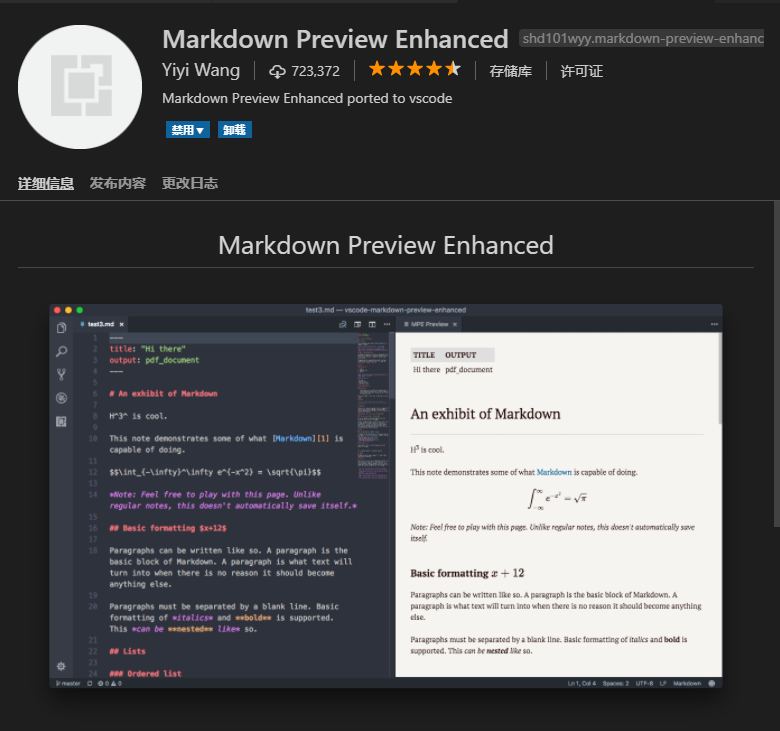 Markdown Preview Enhanced shd101wyy.markdown-preview-enhanc
Yiyi Wang 723,372 存储库 许可证
Markdown Preview Enhanced ported to vscode
禁用▼ 卸载
详细信息 发布内容 更改日志
Markdown Preview Enhanced
test3.md — vscode-markdown-preview-enhanced
test3.md ×
1 ---
2 title: "Hi there"
3 output: pdf_document
4 ---
5
6 # An exhibit of Markdown
7
8 H^3^ is cool.
9
10 This note demonstrates some of what [Markdown][1] is
capable of doing.
11
12 $$\int_{-\infty}^\infty e^{-x^2} = \sqrt{\pi}$$
13
14 *Note: Feel free to play with this page. Unlike
regular notes, this doesn't automatically save itself.*
15
16 ## Basic formatting $x+12$
17
18 Paragraphs can be written like so. A paragraph is the
basic block of Markdown. A paragraph is what text will
turn into when there is no reason it should become
anything else.
19
20 Paragraphs must be separated by a blank line. Basic
formatting of *italics* and **bold** is supported.
This *can be **nested** like* so.
21
22 ## Lists
23
24 ### Ordered list
MPE Preview ×
TITLE OUTPUT
Hi there pdf_document
An exhibit of Markdown
H³ is cool.
This note demonstrates some of what Markdown is capable of doing.
∫_{-∞}^{∞} e^{-x²} = √π
Note: Feel free to play with this page. Unlike regular notes, this doesn't automatically save
itself.
Basic formatting x + 12
Paragraphs can be written like so. A paragraph is the basic block of Markdown. A
paragraph is what text will turn into when there is no reason it should become anything
else.
Paragraphs must be separated by a blank line. Basic formatting of italics and bold is
supported. This can be nested like so.
master 0 0 Ln 1, Col 4 Spaces: 2 UTF-8 LF Markdown